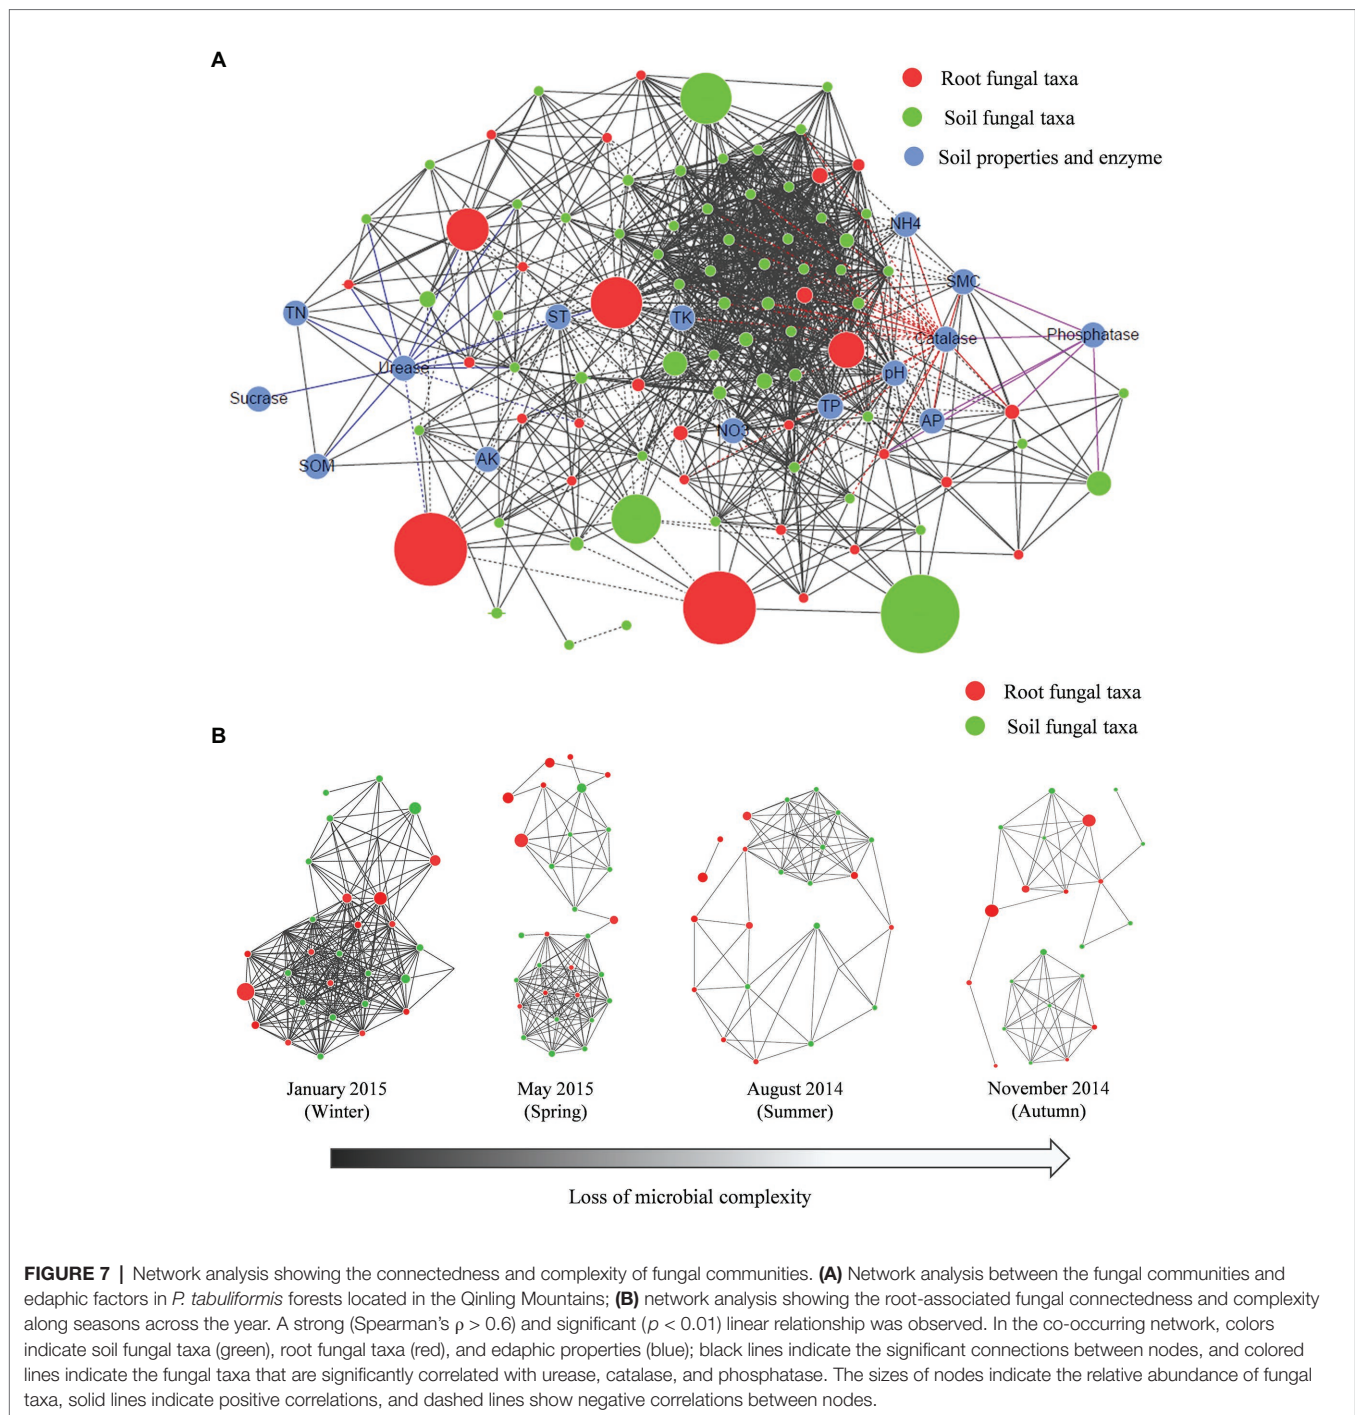 A
Root fungal taxa
Soil fungal taxa
Soil properties and enzyme
NH4
SMC
TN
ST
TK
Catalase
Phosphatase
Urease
pH
Sucrase
TP
AP
NO3
SOM
AK
Root fungal taxa
Soil fungal taxa
B
January 2015
(Winter)
May 2015
(Spring)
August 2014
(Summer)
November 2014
(Autumn)
Loss of microbial complexity
FIGURE 7 | Network analysis showing the connectedness and complexity of fungal communities. (A) Network analysis between the fungal communities and
edaphic factors in P. tabuliformis forests located in the Qinling Mountains; (B) network analysis showing the root-associated fungal connectedness and complexity
along seasons across the year. A strong (Spearman's ρ > 0.6) and significant (p < 0.01) linear relationship was observed. In the co-occurring network, colors
indicate soil fungal taxa (green), root fungal taxa (red), and edaphic properties (blue); black lines indicate the significant connections between nodes, and colored
lines indicate the fungal taxa that are significantly correlated with urease, catalase, and phosphatase. The sizes of nodes indicate the relative abundance of fungal
taxa, solid lines indicate positive correlations, and dashed lines show negative correlations between nodes.